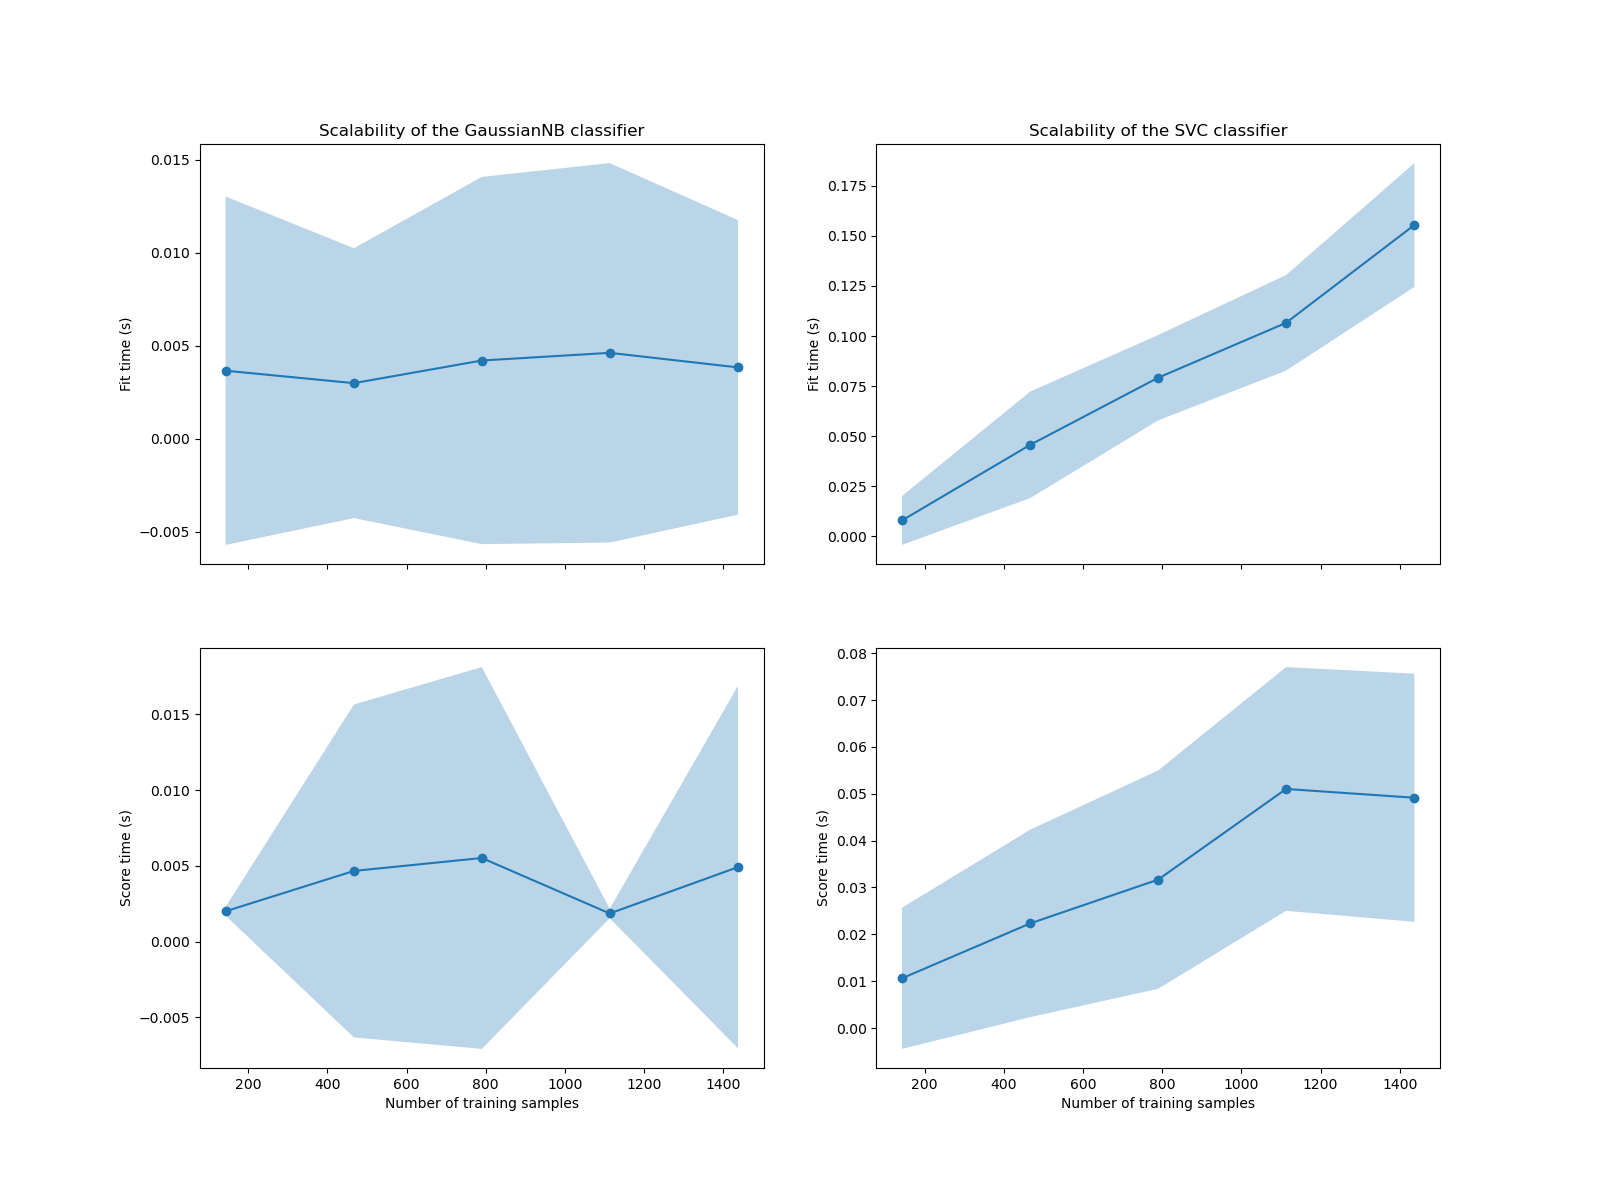 Scalability of the GaussianNB classifier
0.015
0.010
0.005
0.000
−0.005
Fit time (s)
Scalability of the SVC classifier
0.175
0.150
0.125
0.100
0.075
0.050
0.025
0.000
Fit time (s)
0.015
0.010
0.005
0.000
−0.005
Score time (s)
200 400 600 800 1000 1200 1400
Number of training samples
0.08
0.07
0.06
0.05
0.04
0.03
0.02
0.01
0.00
Score time (s)
200 400 600 800 1000 1200 1400
Number of training samples